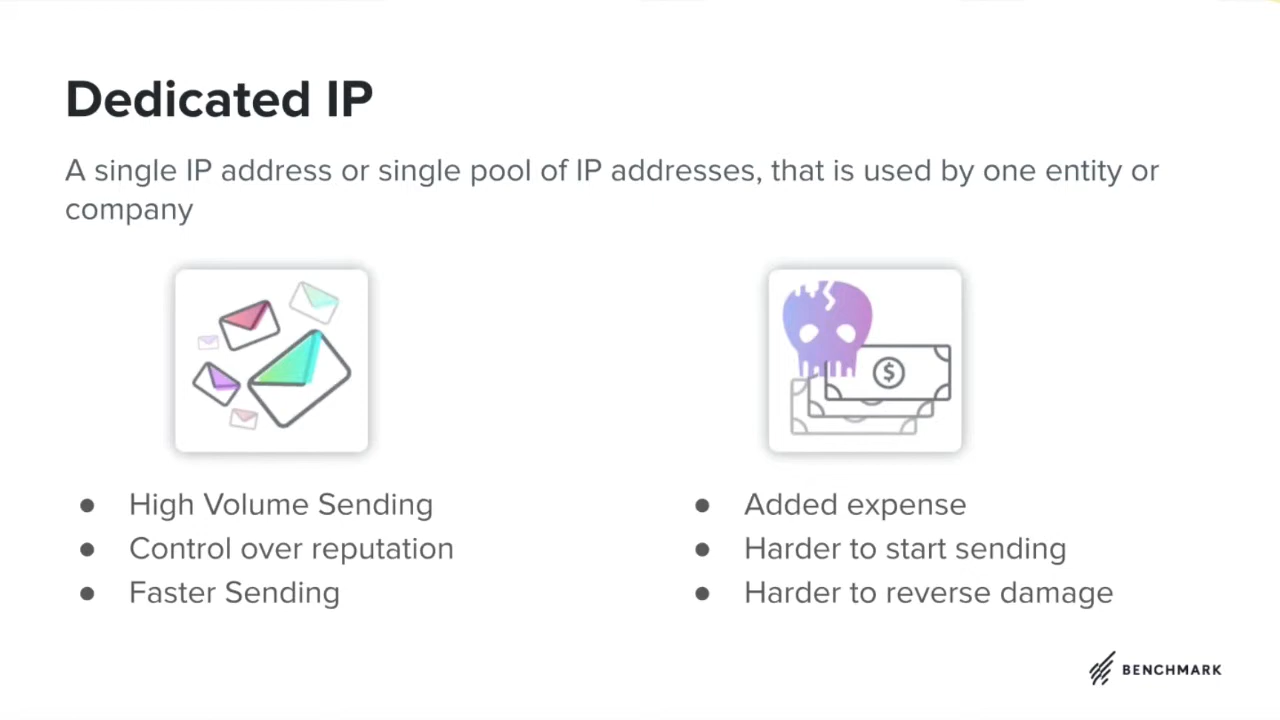 Dedicated IP
A single IP address or single pool of IP addresses, that is used by one entity or
company
$
● High Volume Sending
● Control over reputation
● Faster Sending
● Added expense
● Harder to start sending
● Harder to reverse damage
BENCHMARK